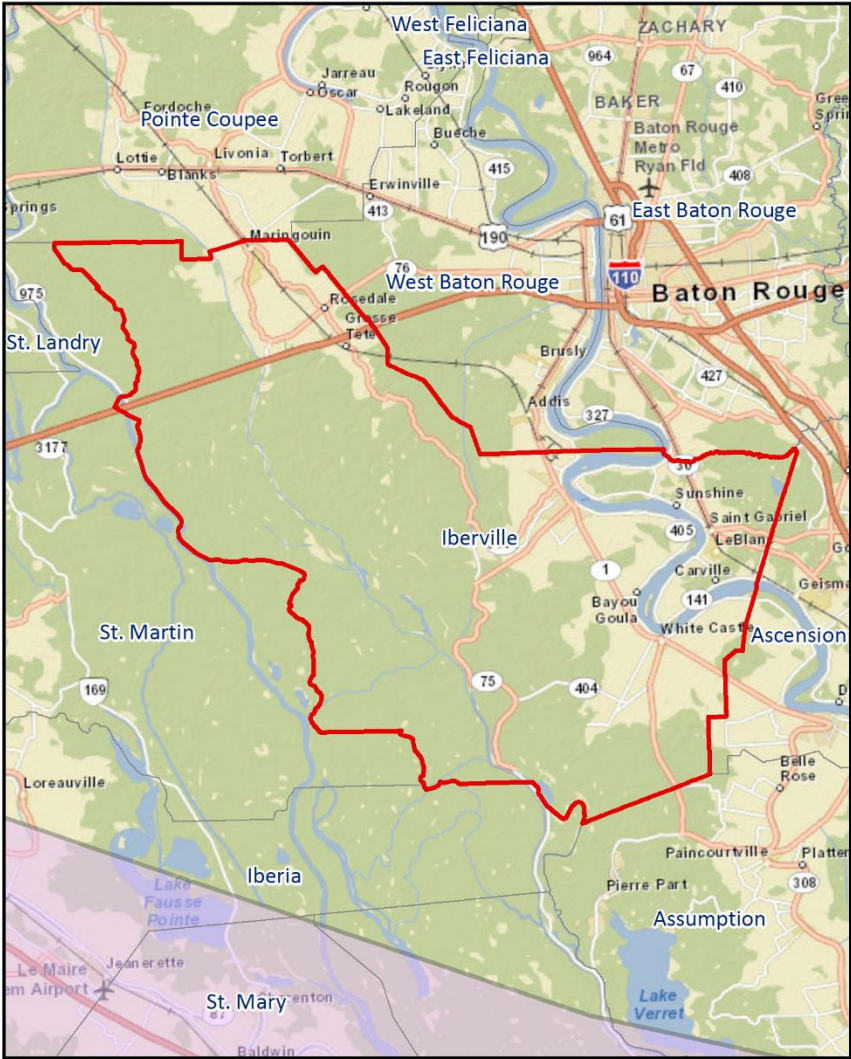 West Feliciana
ZACHARY
East Feliciana
964
67
Jarreau
Oscar
Rougon
410
Lakeland
BAKER
Fordoche
Pointe Coupee
Bueche
Baton Rouge
Metro
Ryan Fld
Lottie
Livonia
Torbert
Blanks
415
408
Erwinville
413
61
East Baton Rouge
190
Maringouin
76
West Baton Rouge
110
Baton Rouge
975
Rosedale
Grosse
Tete
St. Landry
Brusly
427
Addis
327
3177
30
Sunshine
Saint Gabriel
405
LeBlanc
Iberville
1
Carville
Bayou
Goula
141
White Castle
St. Martin
Ascension
75
404
169
Loreauville
Belle
Rose
Paincourtville
308
Iberia
Pierre Part
Lake
Fausse
Pointe
Assumption
Le Maire
Jeanerette
Airport
St. Mary
87
Lake
Verret
Baldwin